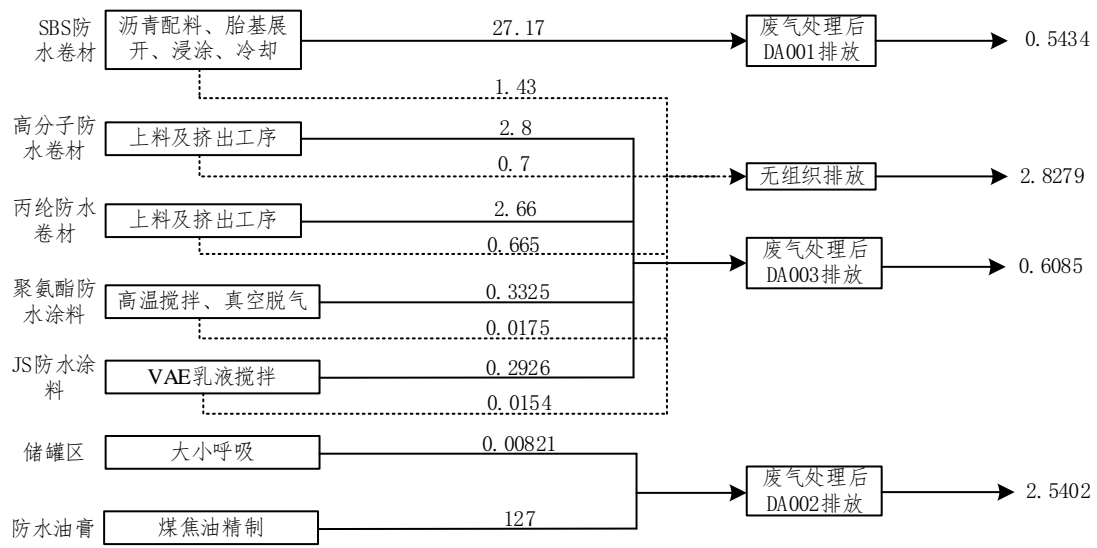 SBS防
水卷材
沥青配料、胎基展
开、浸涂、冷却
27.17
废气处理后
DA001排放
0.5434
1.43
高分子防
水卷材
上料及挤出工序
2.8
0.7
无组织排放
2.8279
丙纶防水
卷材
上料及挤出工序
2.66
0.665
废气处理后
DA003排放
0.6085
聚氨酯防
水涂料
高温搅拌、真空脱气
0.3325
0.0175
JS防水涂
料
VAE乳液搅拌
0.2926
0.0154
储罐区
大小呼吸
0.00821
废气处理后
DA002排放
2.5402
防水油膏
煤焦油精制
127